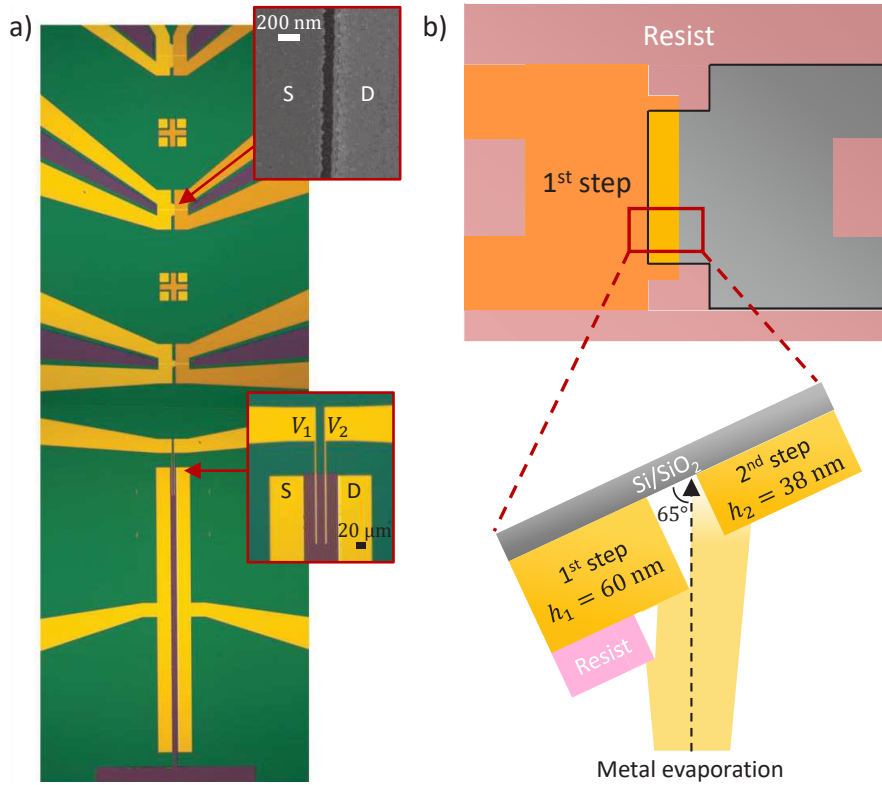 a)
200 nm
S
D
V₁
V₂
S
D
20 μm
b)
Resist
1st step
Si/SiO₂
65°
2nd step
h₂ = 38 nm
1st step
h₁ = 60 nm
Resist
Metal evaporation